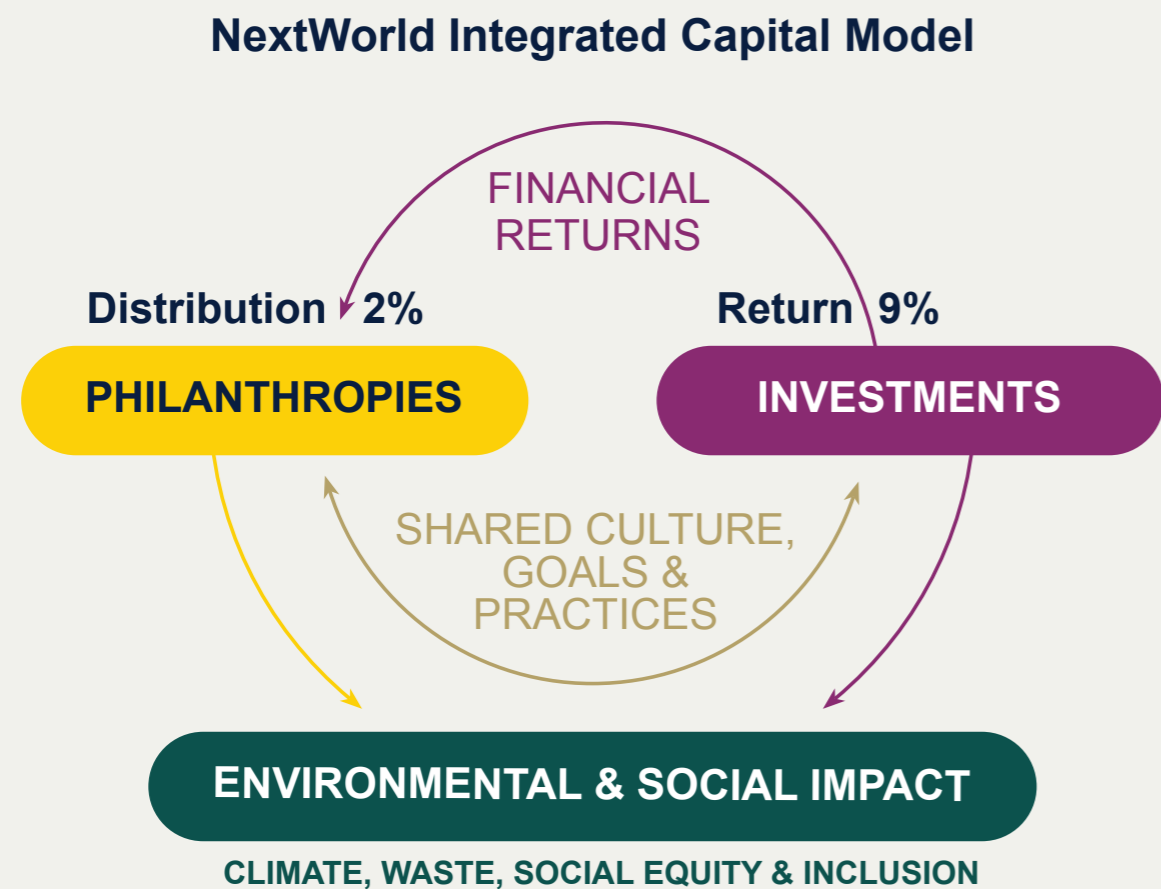 NextWorld Integrated Capital Model
FINANCIAL
RETURNS
Distribution 2%
Return 9%
PHILANTHROPIES
INVESTMENTS
SHARED CULTURE,
GOALS &
PRACTICES
ENVIRONMENTAL & SOCIAL IMPACT
CLIMATE, WASTE, SOCIAL EQUITY & INCLUSION